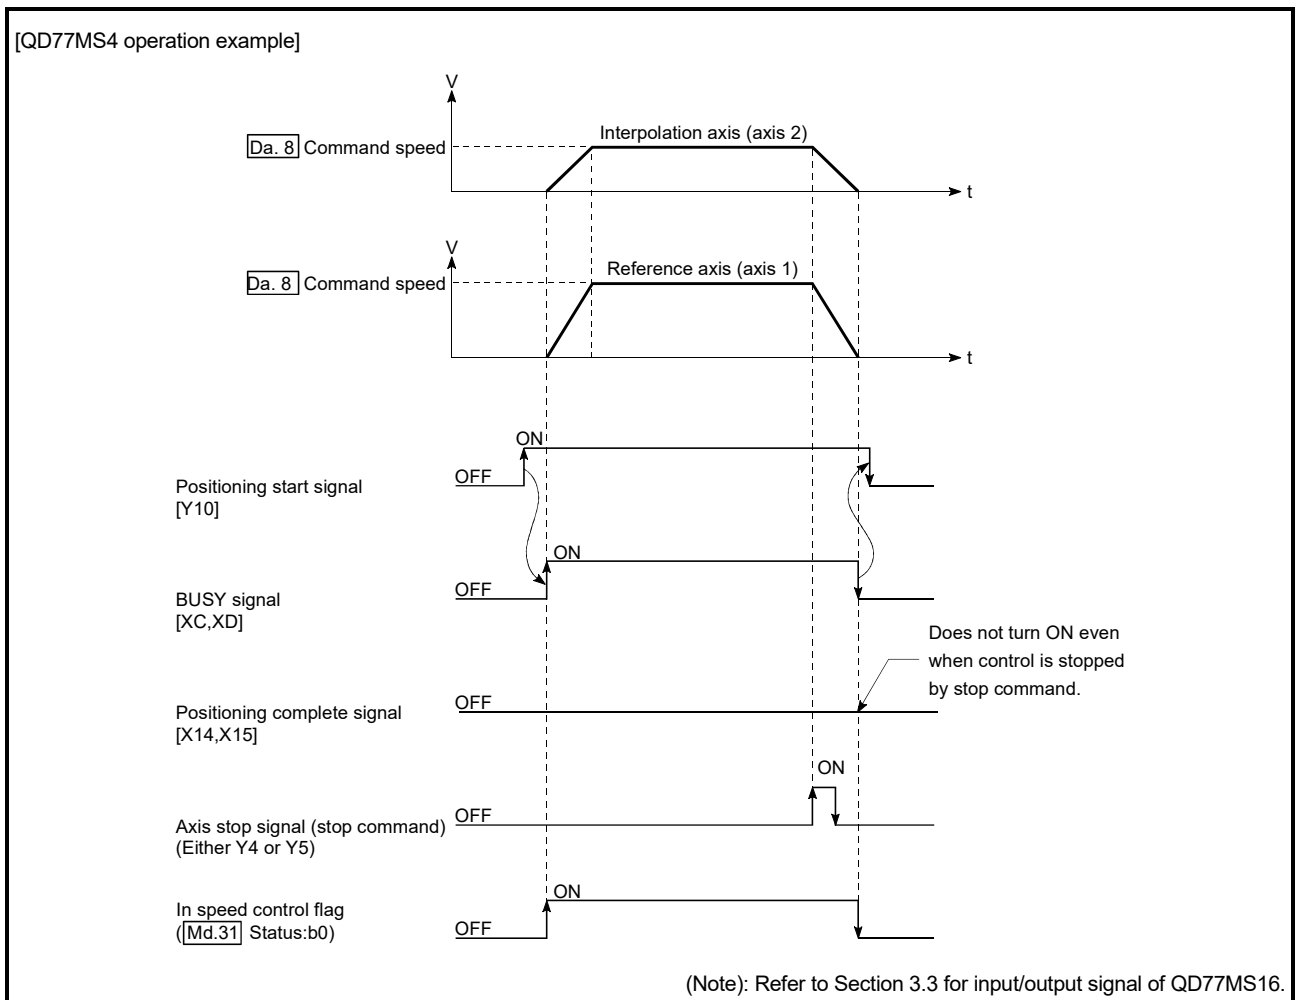 [QD77MS4 operation example]
V
Interpolation axis (axis 2)
Da. 8 Command speed
t
V
Reference axis (axis 1)
Da. 8 Command speed
t
ON
OFF
Positioning start signal
[Y10]
ON
OFF
BUSY signal
[XC,XD]
Does not turn ON even
when control is stopped
by stop command.
OFF
Positioning complete signal
[X14,X15]
ON
OFF
Axis stop signal (stop command)
(Either Y4 or Y5)
ON
In speed control flag
OFF
(Md.31 Status:b0)
(Note): Refer to Section 3.3 for input/output signal of QD77MS16.